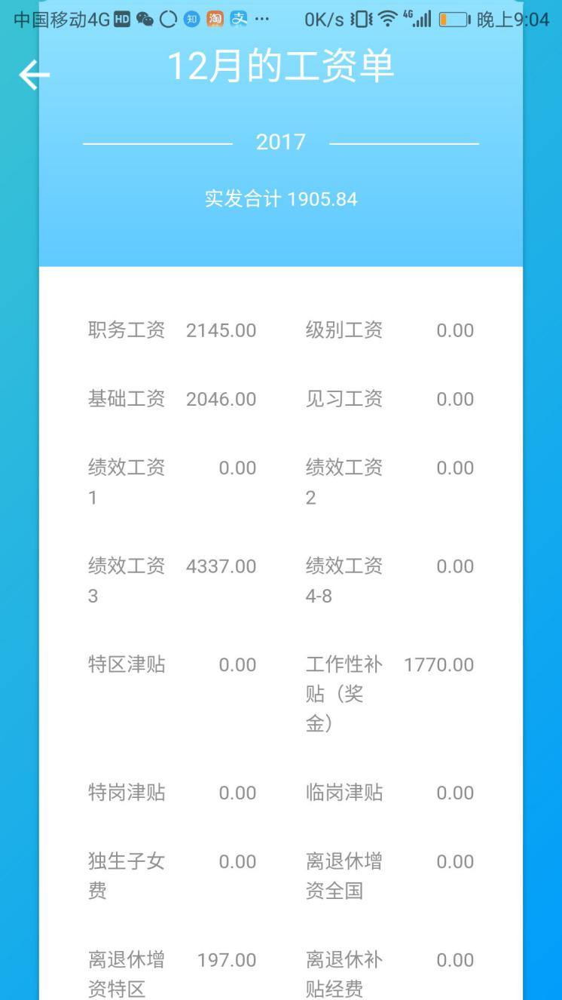 中国移动4G HD 知 淘 支 ··· 0K/s 4G 晚上9:04
12月的工资单
2017
实发合计 1905.84
职务工资 2145.00 级别工资 0.00
基础工资 2046.00 见习工资 0.00
绩效工资 0.00 绩效工资 0.00
1 2
绩效工资 4337.00 绩效工资 0.00
3 4-8
特区津贴 0.00 工作性补 1770.00
贴（奖
金）
特岗津贴 0.00 临岗津贴 0.00
独生子女 0.00 离退休增 0.00
费 资全国
离退休增 197.00 离退休补 0.00
资特区 贴经费